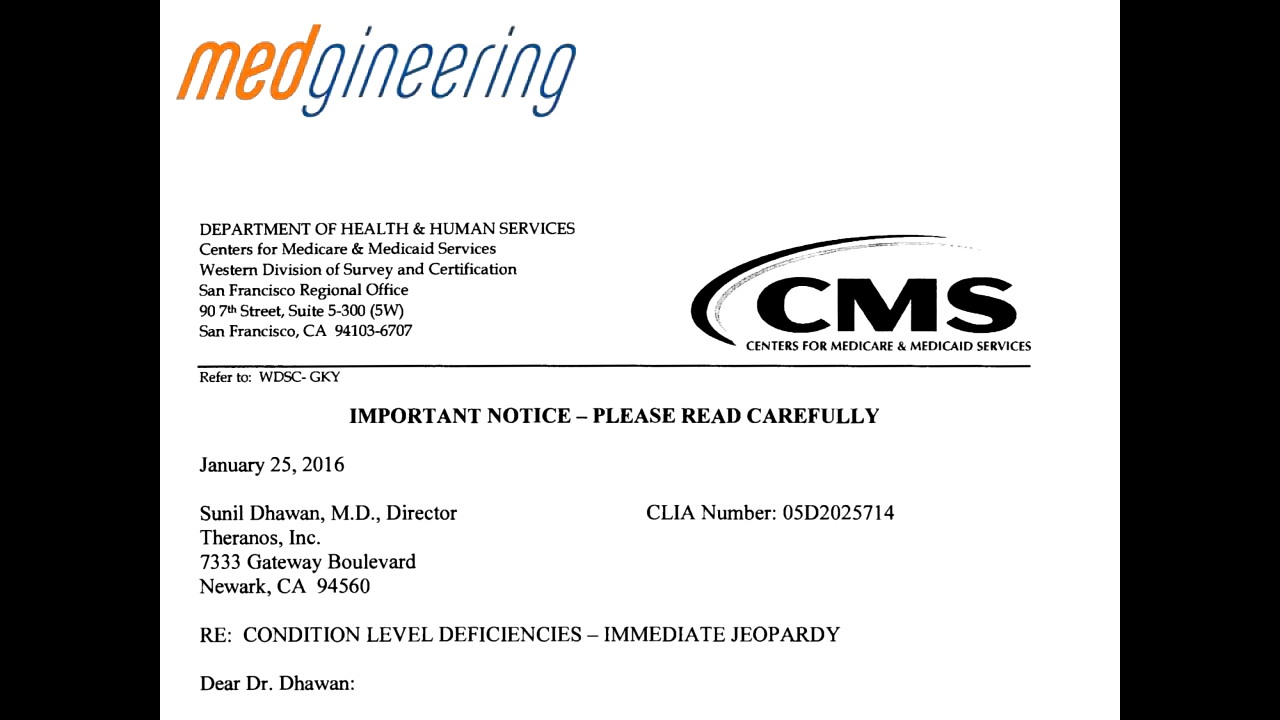 medgineering
DEPARTMENT OF HEALTH & HUMAN SERVICES
Centers for Medicare & Medicaid Services
Western Division of Survey and Certification
San Francisco Regional Office
90 7th Street, Suite 5-300 (5W)
San Francisco, CA 94103-6707
CMS
CENTERS FOR MEDICARE & MEDICAID SERVICES
Refer to: WDSC- GKY
IMPORTANT NOTICE – PLEASE READ CAREFULLY
January 25, 2016
Sunil Dhawan, M.D., Director CLIA Number: 05D2025714
Theranos, Inc.
7333 Gateway Boulevard
Newark, CA 94560
RE: CONDITION LEVEL DEFICIENCIES – IMMEDIATE JEOPARDY
Dear Dr. Dhawan: